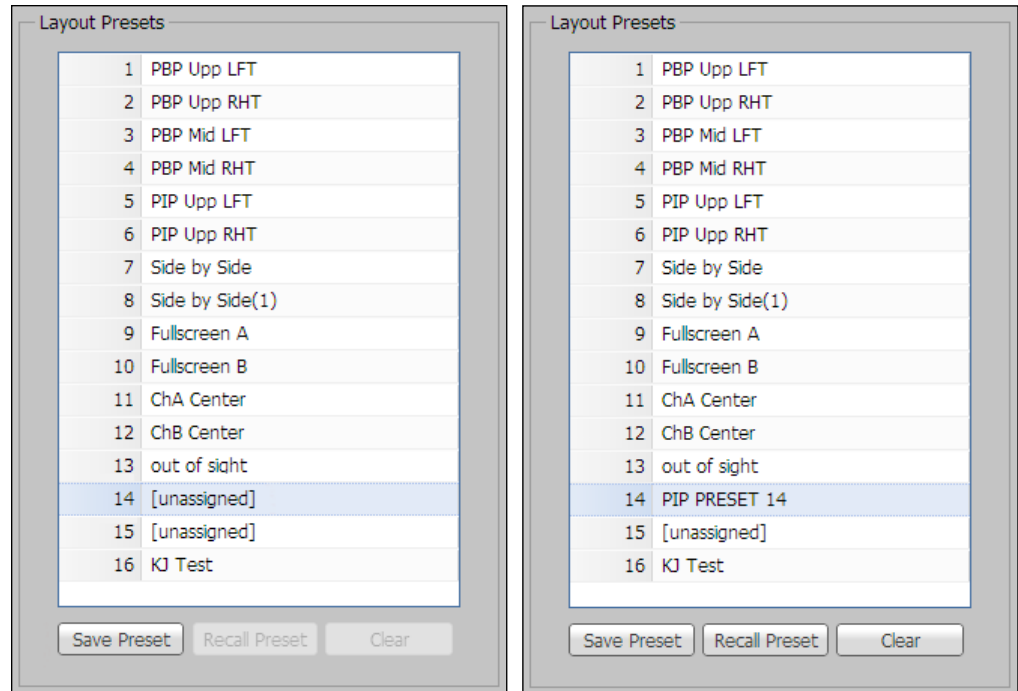 Layout Presets
1 PBP Upp LFT
2 PBP Upp RHT
3 PBP Mid LFT
4 PBP Mid RHT
5 PIP Upp LFT
6 PIP Upp RHT
7 Side by Side
8 Side by Side(1)
9 Fullscreen A
10 Fullscreen B
11 ChA Center
12 ChB Center
13 out of sight
14 [unassigned]
15 [unassigned]
16 KJ Test
Save Preset Recall Preset Clear
Layout Presets
1 PBP Upp LFT
2 PBP Upp RHT
3 PBP Mid LFT
4 PBP Mid RHT
5 PIP Upp LFT
6 PIP Upp RHT
7 Side by Side
8 Side by Side(1)
9 Fullscreen A
10 Fullscreen B
11 ChA Center
12 ChB Center
13 out of sight
14 PIP PRESET 14
15 [unassigned]
16 KJ Test
Save Preset Recall Preset Clear